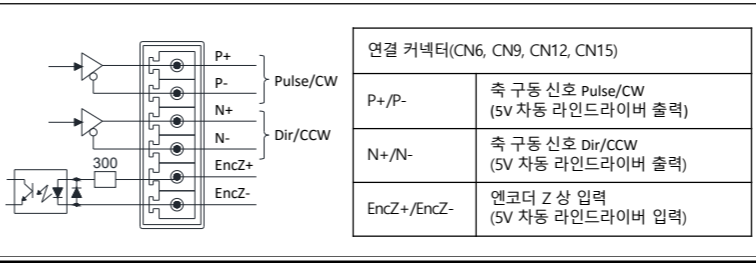 P+
P-
Pulse/CW
N+
N-
Dir/CCW
300
EncZ+
EncZ-
연결 커넥터(CN6, CN9, CN12, CN15)
P+/P-
축 구동 신호 Pulse/CW
(5V 차동 라인드라이버 출력)
N+/N-
축 구동 신호 Dir/CCW
(5V 차동 라인드라이버 출력)
EncZ+/EncZ-
엔코더 Z 상 입력
(5V 차동 라인드라이버 입력)